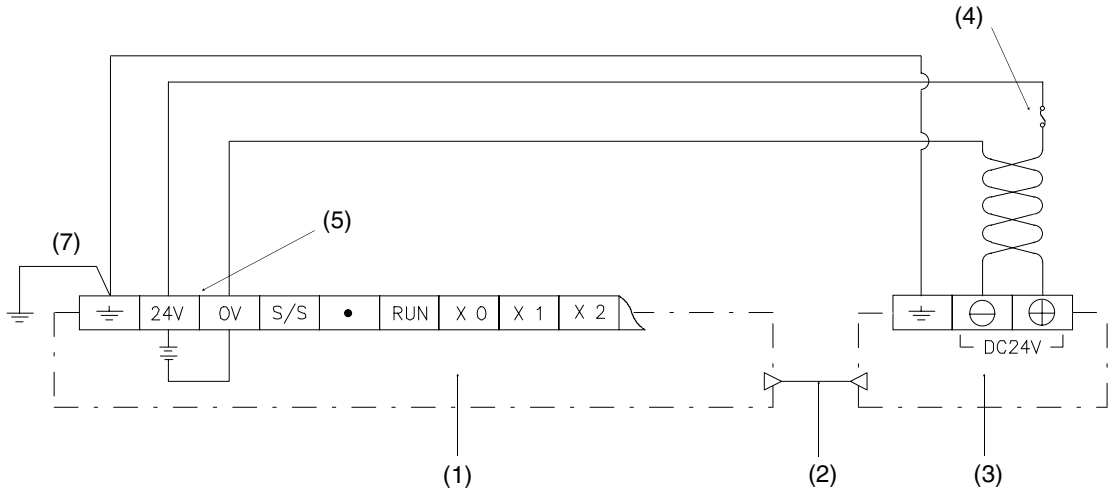 (4)
(5)
(7)
24V 0V S/S • RUN X 0 X 1 X 2
DC24V
(1) (2) (3)